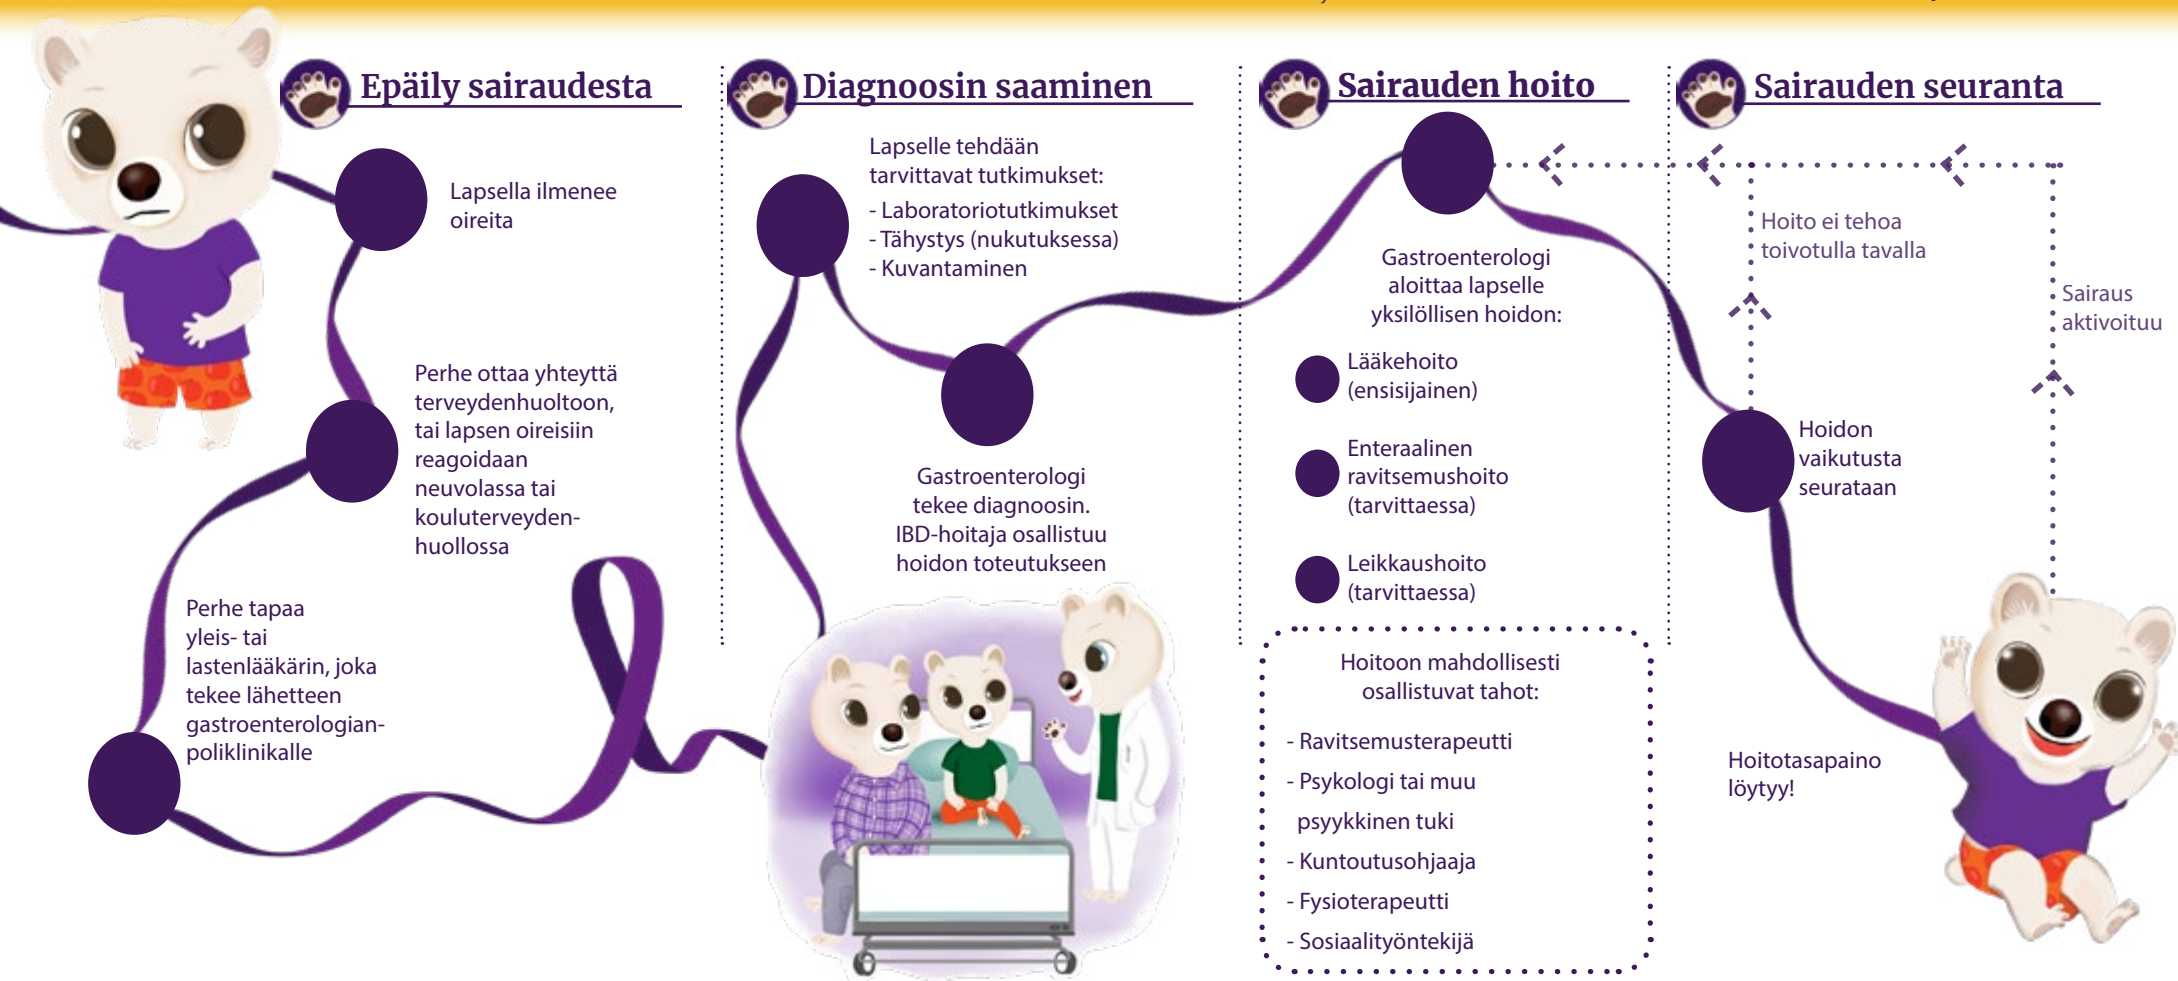 Epäily sairaudesta
Lapsella ilmenee
oireita
Perhe ottaa yhteyttä
terveydenhuoltoon,
tai lapsen oireisiin
reagoidaan
neuvolassa tai
kouluterveyden-
huollossa
Perhe tapaa
yleis- tai
lastenlääkärin, joka
tekee lähetteen
gastroenterologian-
poliklinikalle
Diagnoosin saaminen
Lapselle tehdään
tarvittavat tutkimukset:
- Laboratoriotutkimukset
- Tähystys (nukutuksessa)
- Kuvantaminen
Gastroenterologi
tekee diagnoosin.
IBD-hoitaja osallistuu
hoidon toteutukseen
Sairauden hoito
Gastroenterologi
aloittaa lapselle
yksilöllisen hoidon:
Lääkehoito
(ensisijainen)
Enteraalinen
ravitsemushoito
(tarvittaessa)
Leikkaushoito
(tarvittaessa)
Hoitoon mahdollisesti
osallistuvat tahot:
- Ravitsemusterapeutti
- Psykologi tai muu
psyykkinen tuki
- Kuntoutusohjaaja
- Fysioterapeutti
- Sosiaalityöntekijä
Sairauden seuranta
Hoito ei tehoa
toivotulla tavalla
Sairaus
aktivoituu
Hoidon
vaikutusta
seurataan
Hoitotasapaino
löytyy!